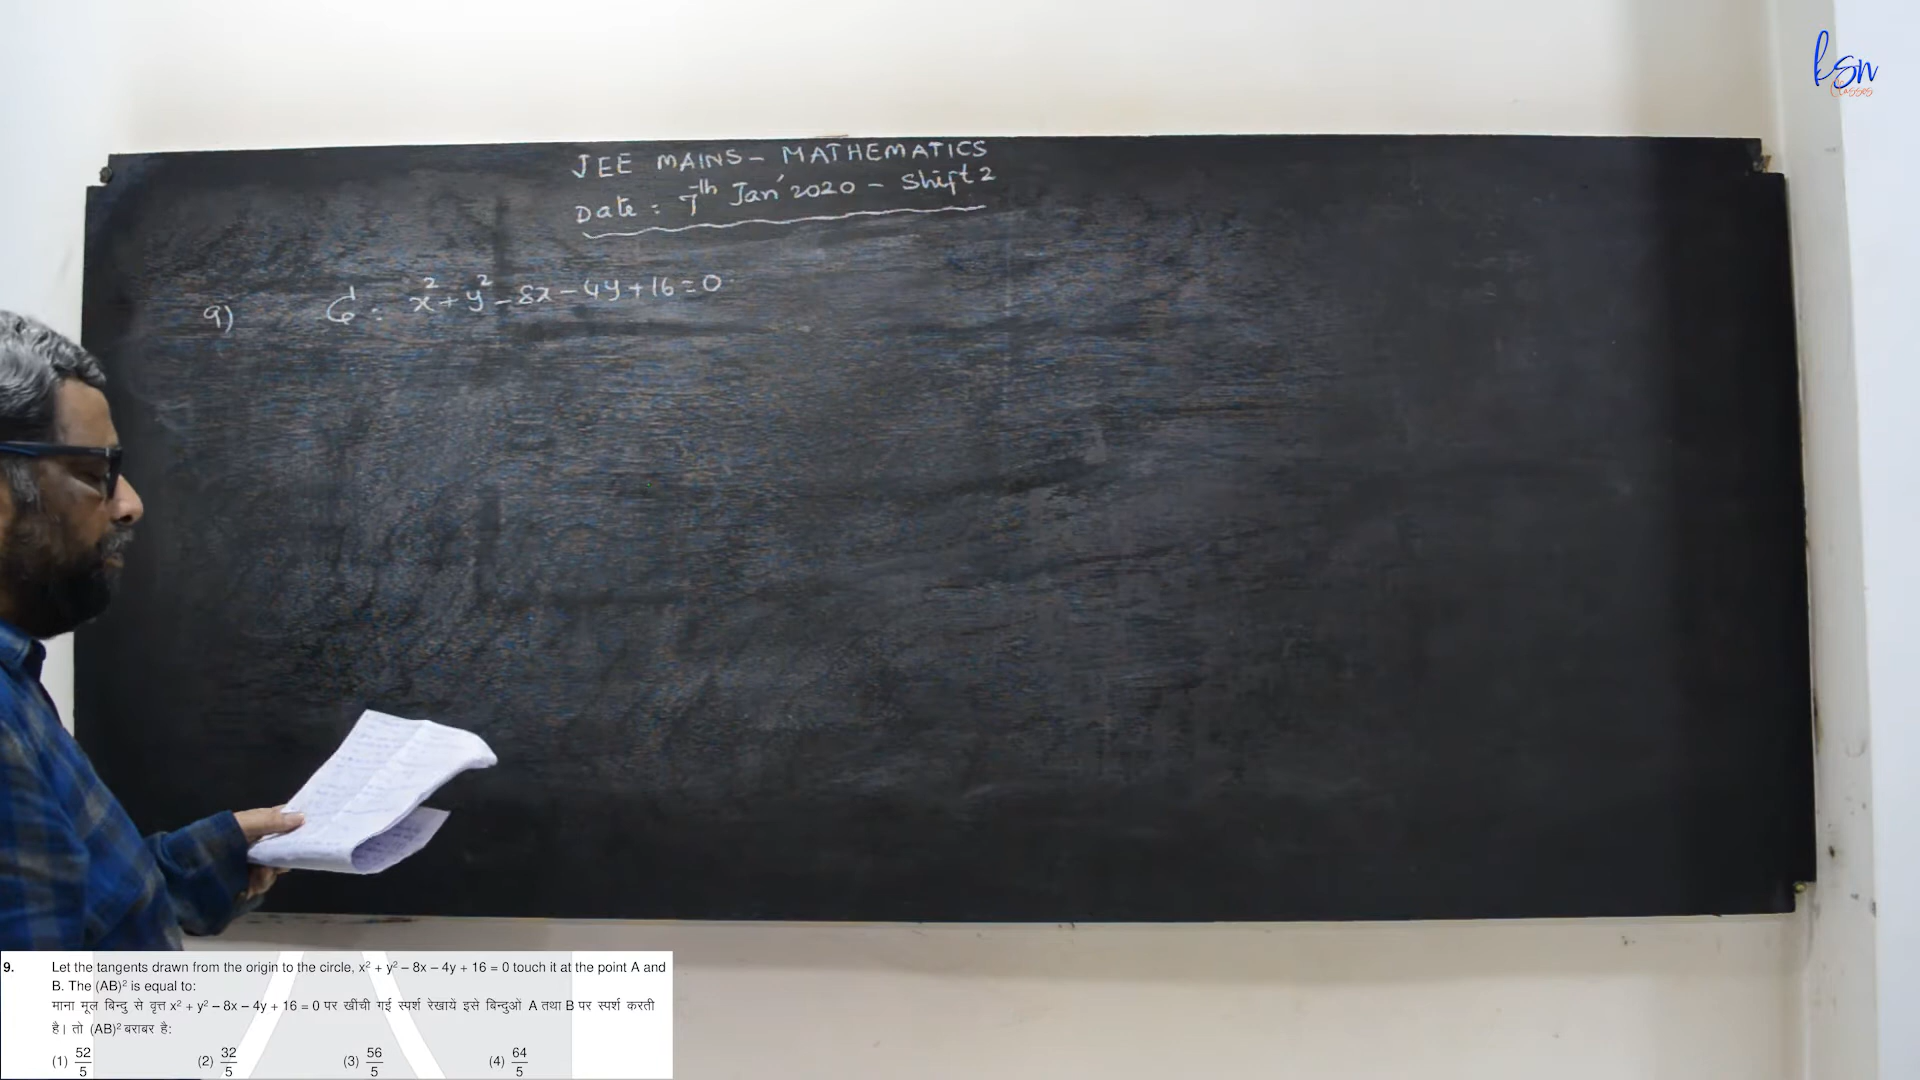 ksn
Classes
JEE MAINS - MATHEMATICS
Date : 7th Jan' 2020 - Shift 2
9) C : x² + y² - 8x - 4y + 16 = 0
9. Let the tangents drawn from the origin to the circle, x² + y² – 8x – 4y + 16 = 0 touch it at the point A and
B. The (AB)² is equal to:
माना मूल बिन्दु से वृत्त x² + y² – 8x – 4y + 16 = 0 पर खींची गई स्पर्श रेखायें इसे बिन्दुओं A तथा B पर स्पर्श करती
है। तो (AB)² बराबर है:
(1) 52/5 (2) 32/5 (3) 56/5 (4) 64/5